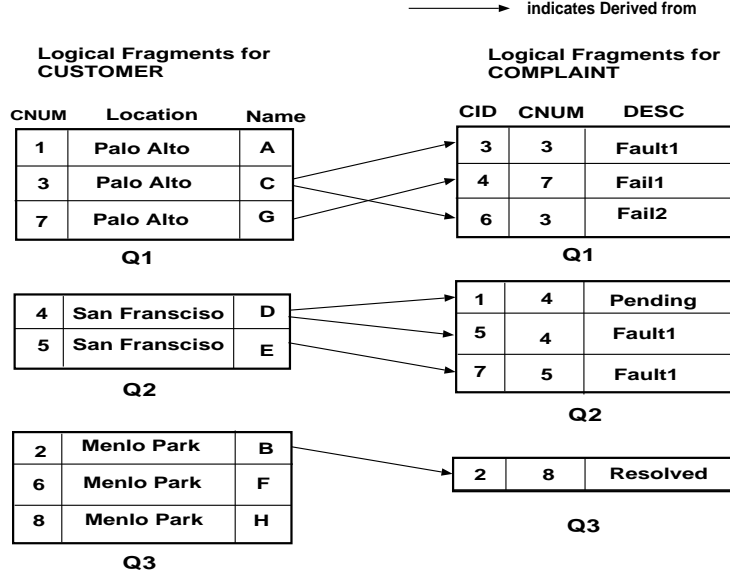 indicates Derived from
Logical Fragments for
CUSTOMER
CNUM Location Name
1 Palo Alto A
3 Palo Alto C
7 Palo Alto G
Q1
4 San Fransciso D
5 San Fransciso E
Q2
2 Menlo Park B
6 Menlo Park F
8 Menlo Park H
Q3
Logical Fragments for
COMPLAINT
CID CNUM DESC
3 3 Fault1
4 7 Fail1
6 3 Fail2
Q1
1 4 Pending
5 4 Fault1
7 5 Fault1
Q2
2 8 Resolved
Q3